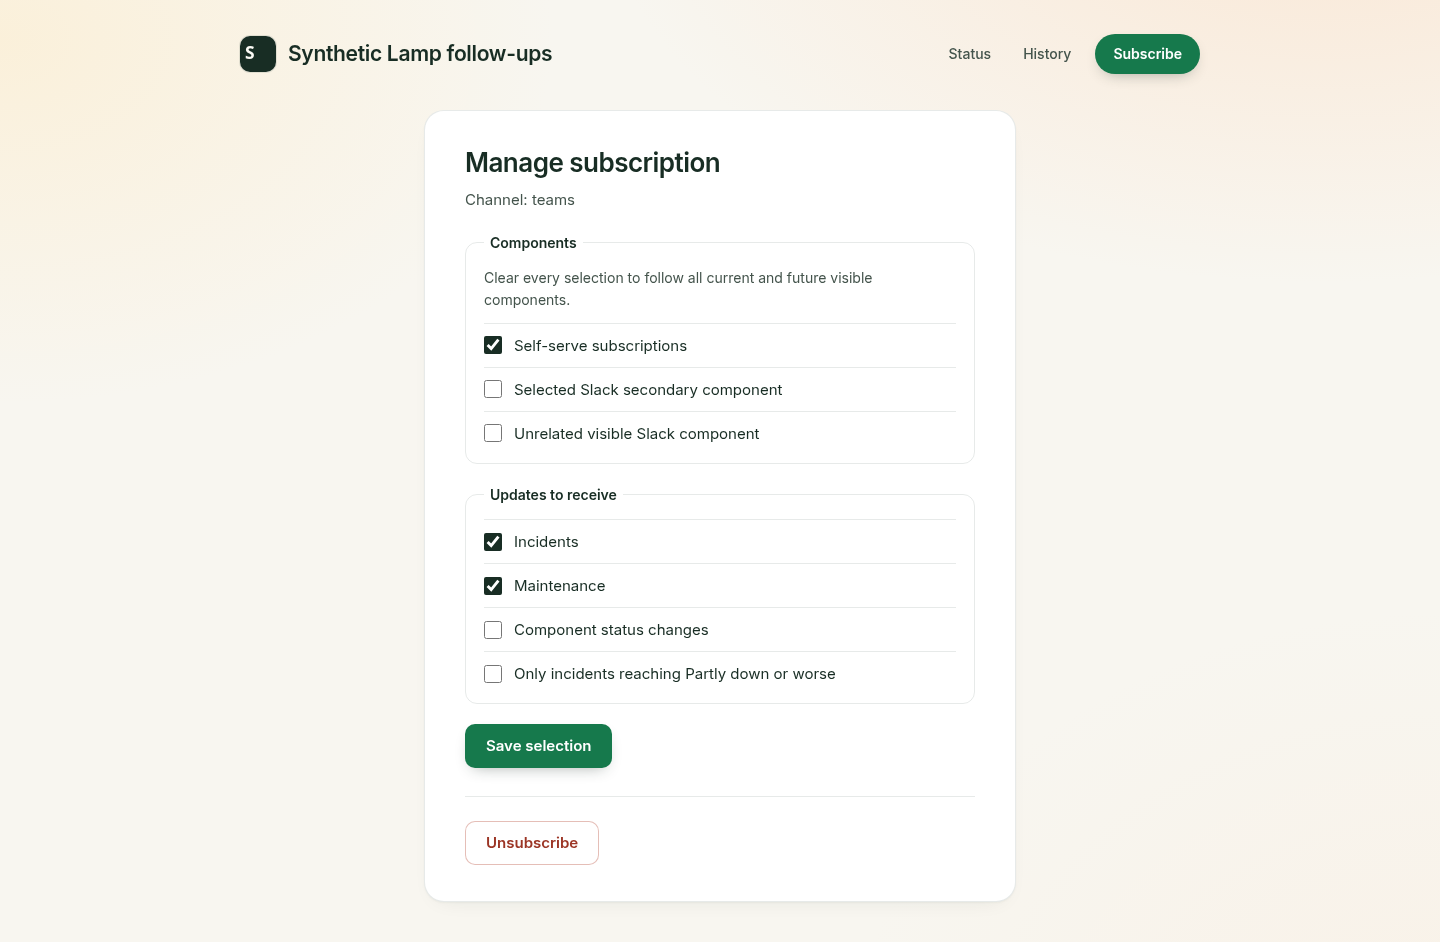 S
Synthetic Lamp follow-ups
Status
History
Subscribe
Manage subscription
Channel: teams
Components
Clear every selection to follow all current and future visible
components.
Self-serve subscriptions
Selected Slack secondary component
Unrelated visible Slack component
Updates to receive
Incidents
Maintenance
Component status changes
Only incidents reaching Partly down or worse
Save selection
Unsubscribe